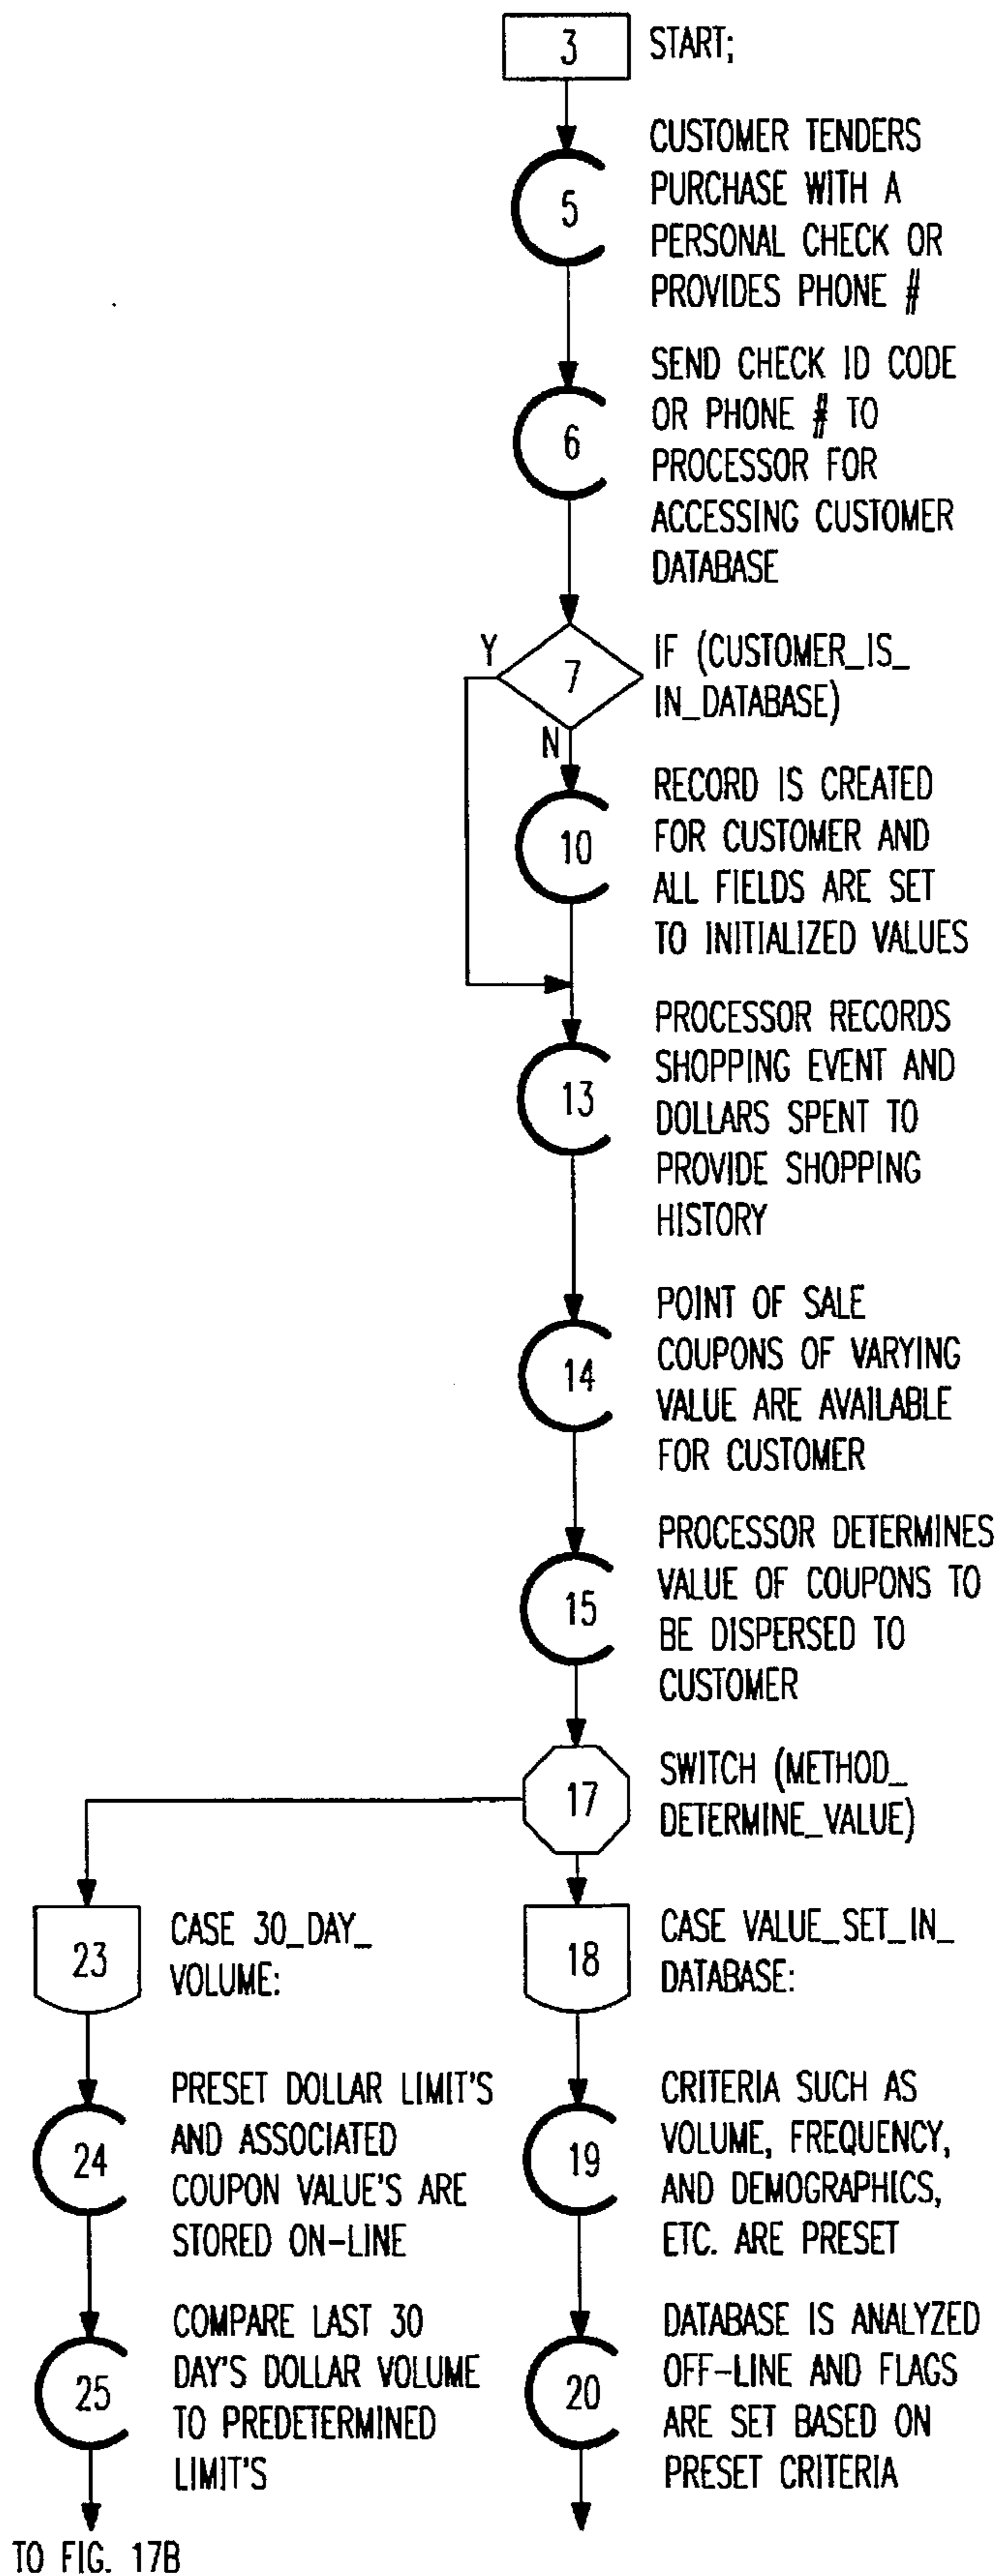 3 START;
5 CUSTOMER TENDERS
PURCHASE WITH A
PERSONAL CHECK OR
PROVIDES PHONE #
6 SEND CHECK ID CODE
OR PHONE # TO
PROCESSOR FOR
ACCESSING CUSTOMER
DATABASE
Y 7 IF (CUSTOMER_IS_
IN_DATABASE)
N
10 RECORD IS CREATED
FOR CUSTOMER AND
ALL FIELDS ARE SET
TO INITIALIZED VALUES
13 PROCESSOR RECORDS
SHOPPING EVENT AND
DOLLARS SPENT TO
PROVIDE SHOPPING
HISTORY
14 POINT OF SALE
COUPONS OF VARYING
VALUE ARE AVAILABLE
FOR CUSTOMER
15 PROCESSOR DETERMINES
VALUE OF COUPONS TO
BE DISPERSED TO
CUSTOMER
17 SWITCH (METHOD_
DETERMINE_VALUE)
23 CASE 30_DAY_
VOLUME:
18 CASE VALUE_SET_IN_
DATABASE:
24 PRESET DOLLAR LIMIT'S
AND ASSOCIATED
COUPON VALUE'S ARE
STORED ON-LINE
19 CRITERIA SUCH AS
VOLUME, FREQUENCY,
AND DEMOGRAPHICS,
ETC. ARE PRESET
25 COMPARE LAST 30
DAY'S DOLLAR VOLUME
TO PREDETERMINED
LIMIT'S
20 DATABASE IS ANALYZED
OFF-LINE AND FLAGS
ARE SET BASED ON
PRESET CRITERIA
TO FIG. 17B